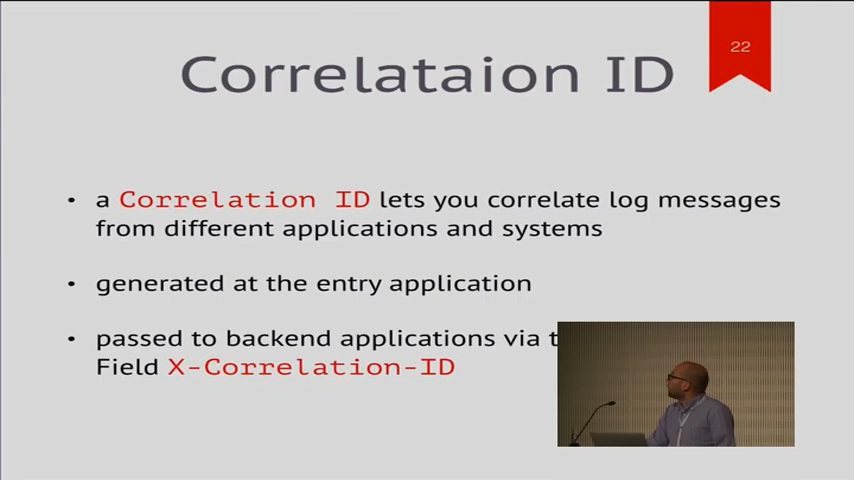 22
Correlataion ID
• a Correlation ID lets you correlate log messages
from different applications and systems
• generated at the entry application
• passed to backend applications via
Field X-Correlation-ID